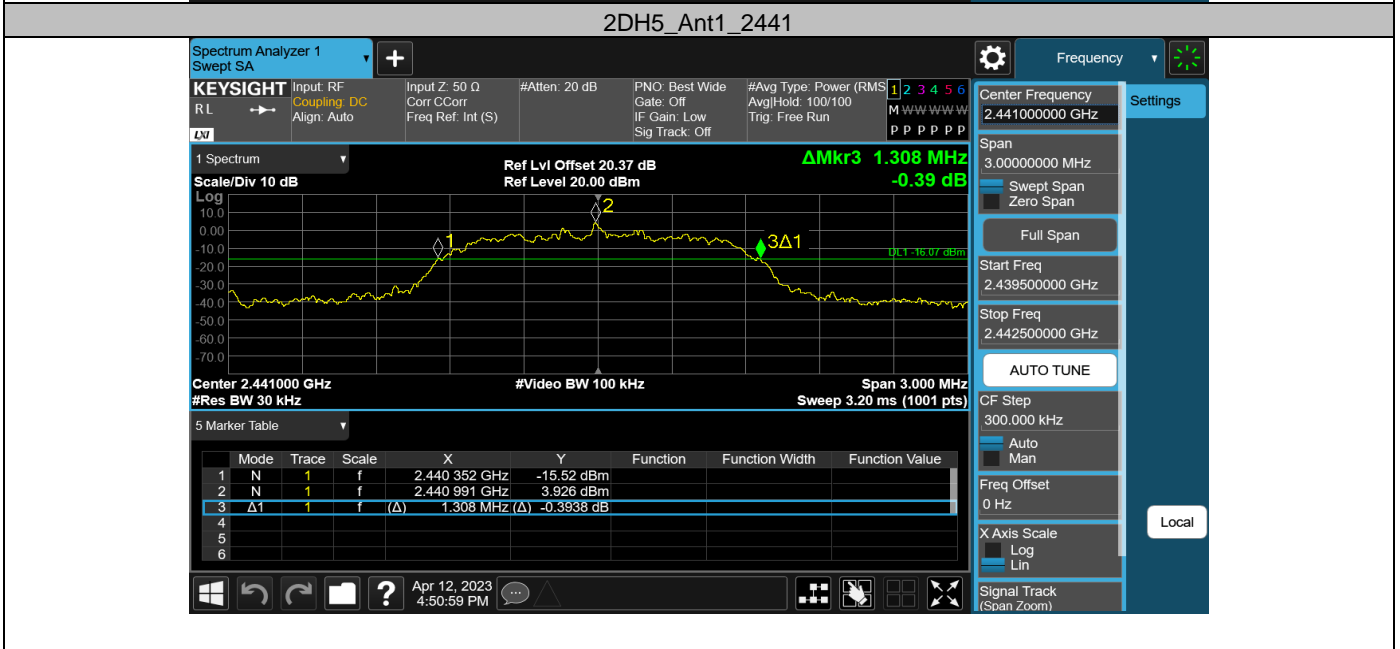 2DH5_Ant1_2441
Spectrum Analyzer 1
Swept SA
+
Frequency
KEYSIGHT
RL
LXI
Input: RF
Coupling: DC
Align: Auto
Input Z: 50 Ω
Corr CCorr
Freq Ref: Int (S)
#Atten: 20 dB
PNO: Best Wide
Gate: Off
IF Gain: Low
Sig Track: Off
#Avg Type: Power (RMS
Avg|Hold: 100/100
Trig: Free Run
1 2 3 4 5 6
M W W W W W
P P P P P P
1 Spectrum
Scale/Div 10 dB
Ref Lvl Offset 20.37 dB
Ref Level 20.00 dBm
ΔMkr3 1.308 MHz
-0.39 dB
Log
10.0
0.00
-10.0
-20.0
-30.0
-40.0
-50.0
-60.0
-70.0
1
2
3Δ1
DL1 -16.07 dBm
Center 2.441000 GHz
#Video BW 100 kHz
Span 3.000 MHz
#Res BW 30 kHz
Sweep 3.20 ms (1001 pts)
5 Marker Table
Mode Trace Scale X Y Function Function Width Function Value
1 N 1 f 2.440 352 GHz -15.52 dBm
2 N 1 f 2.440 991 GHz 3.926 dBm
3 Δ1 1 f (Δ) 1.308 MHz (Δ) -0.3938 dB
4
5
6
Apr 12, 2023
4:50:59 PM
?
Center Frequency
2.441000000 GHz
Settings
Span
3.00000000 MHz
Swept Span
Zero Span
Full Span
Start Freq
2.439500000 GHz
Stop Freq
2.442500000 GHz
AUTO TUNE
CF Step
300.000 kHz
Auto
Man
Freq Offset
0 Hz
Local
X Axis Scale
Log
Lin
Signal Track
(Span Zoom)